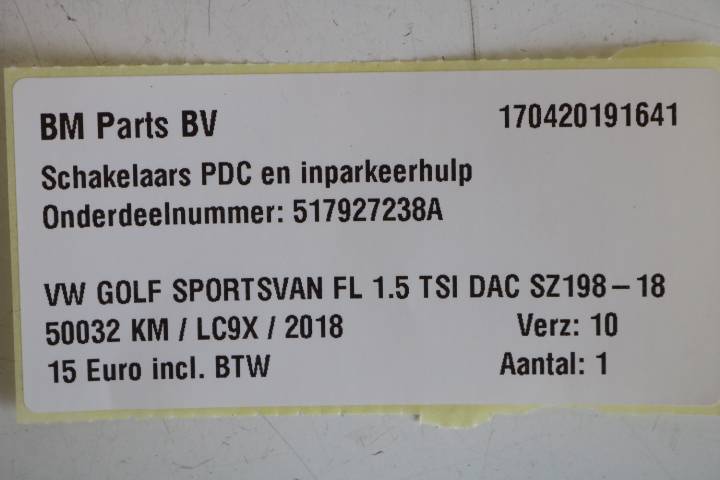 BM Parts BV 170420191641
Schakelaars PDC en inparkeerhulp
Onderdeelnummer: 517927238A
VW GOLF SPORTSVAN FL 1.5 TSI DAC SZ198-18
50032 KM / LC9X / 2018 Verz: 10
15 Euro incl. BTW Aantal: 1